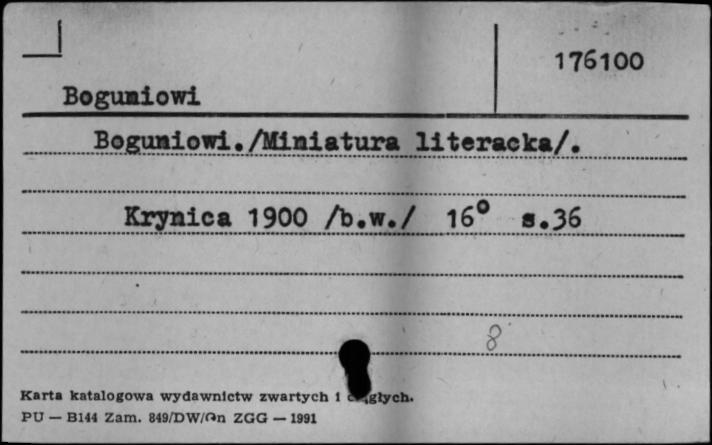 176100
Boguniowi
Boguniowi./Miniatura literacka/.
Krynica 1900 /b.w./ 16° s.36
8
Karta katalogowa wydawnictw zwartych i
PU — B144 Zam. 849/DW/On ZGG — 1991